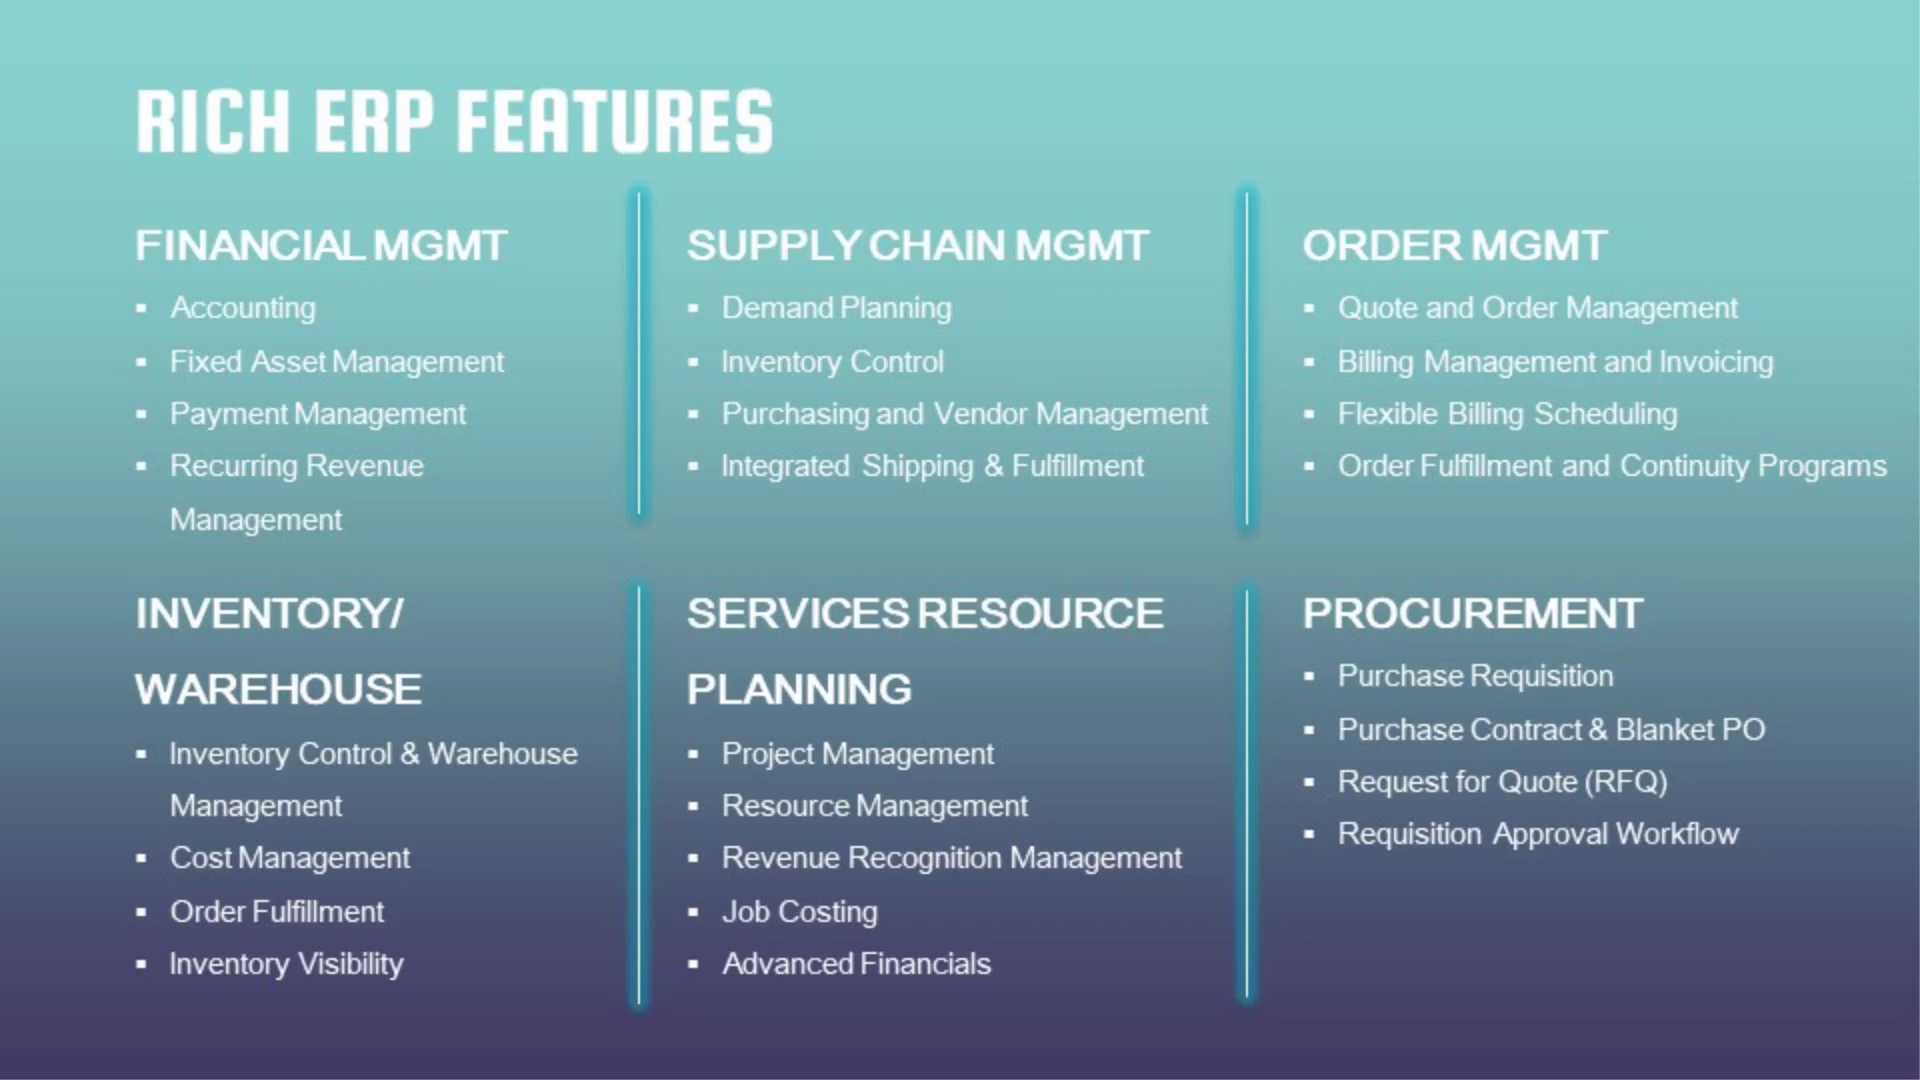 RICH ERP FEATURES
FINANCIAL MGMT
▪ Accounting
▪ Fixed Asset Management
▪ Payment Management
▪ Recurring Revenue
Management
SUPPLY CHAIN MGMT
▪ Demand Planning
▪ Inventory Control
▪ Purchasing and Vendor Management
▪ Integrated Shipping & Fulfillment
ORDER MGMT
▪ Quote and Order Management
▪ Billing Management and Invoicing
▪ Flexible Billing Scheduling
▪ Order Fulfillment and Continuity Programs
INVENTORY/
WAREHOUSE
▪ Inventory Control & Warehouse
Management
▪ Cost Management
▪ Order Fulfillment
▪ Inventory Visibility
SERVICES RESOURCE
PLANNING
▪ Project Management
▪ Resource Management
▪ Revenue Recognition Management
▪ Job Costing
▪ Advanced Financials
PROCUREMENT
▪ Purchase Requisition
▪ Purchase Contract & Blanket PO
▪ Request for Quote (RFQ)
▪ Requisition Approval Workflow